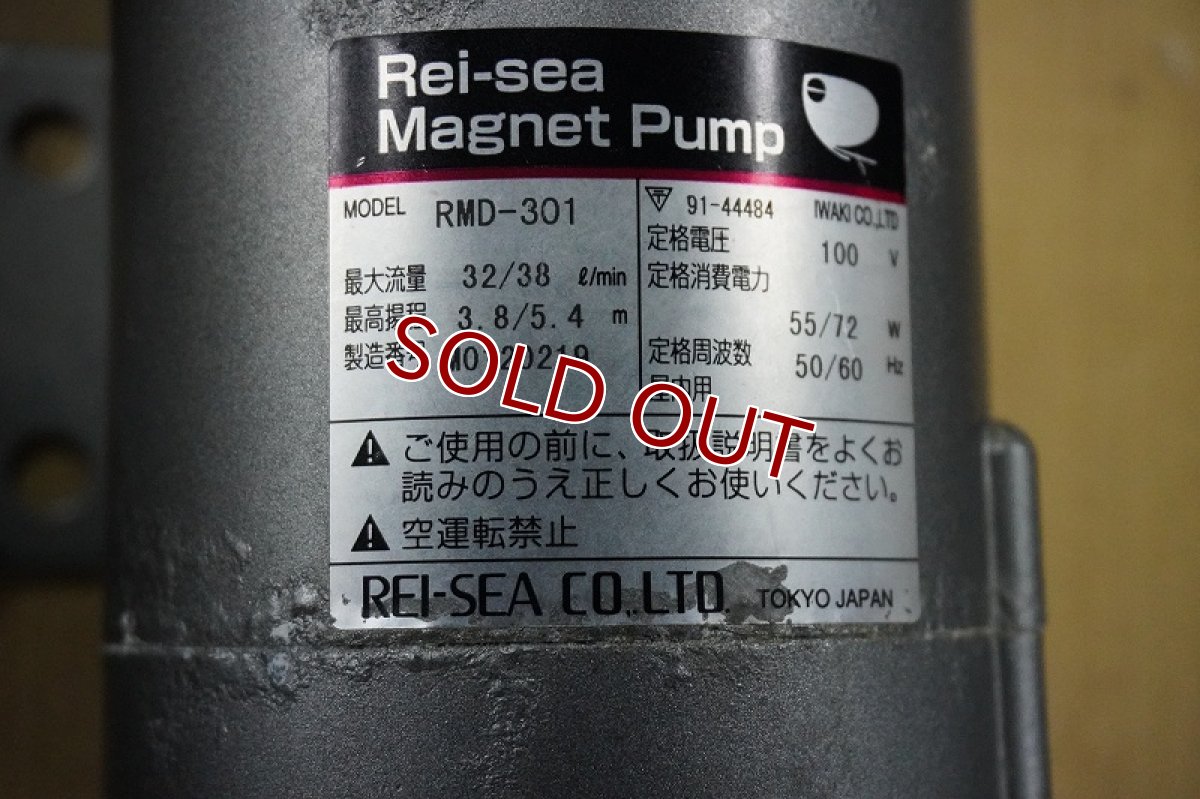 Rei-sea
Magnet Pump
MODEL RMD-301
最大流量 32/38 ℓ/min
最高揚程 3.8/5.4 m
製造番号 M0120219
91-44484 IWAKI CO.,LTD
定格電圧 100 V
定格消費電力
55/72 W
定格周波数 50/60 Hz
屋内用
SOLD OUT
ご使用の前に、取扱説明書をよくお
読みのうえ正しくお使いください。
空運転禁止
REI-SEA CO.,LTD. TOKYO JAPAN